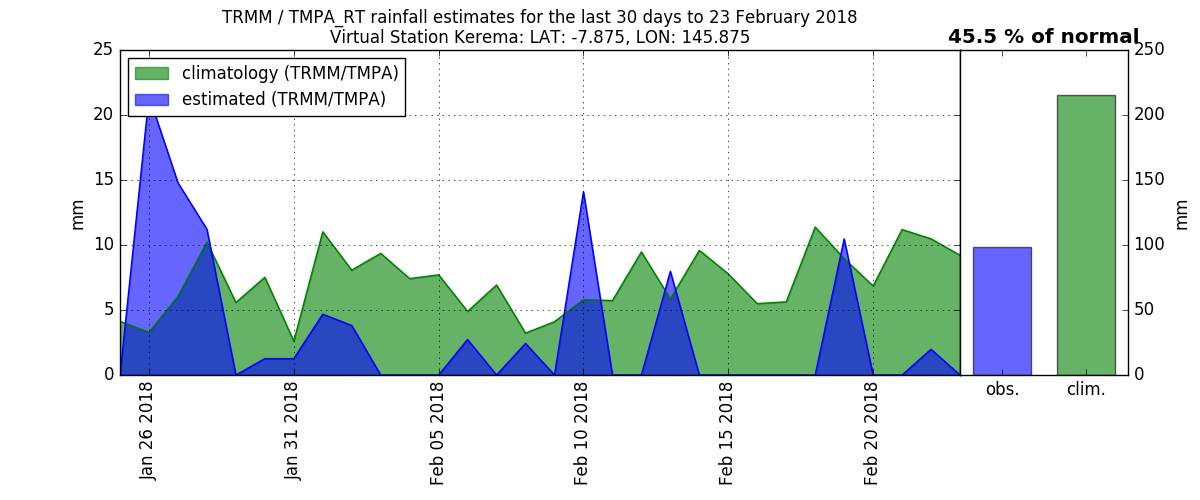 TRMM / TMPA_RT rainfall estimates for the last 30 days to 23 February 2018
Virtual Station Kerema: LAT: -7.875, LON: 145.875
45.5 % of normal
climatology (TRMM/TMPA)
estimated (TRMM/TMPA)
25
20
15
10
5
0
mm
Jan 26 2018
Jan 31 2018
Feb 05 2018
Feb 10 2018
Feb 15 2018
Feb 20 2018
obs.
clim.
250
200
150
100
50
0
mm